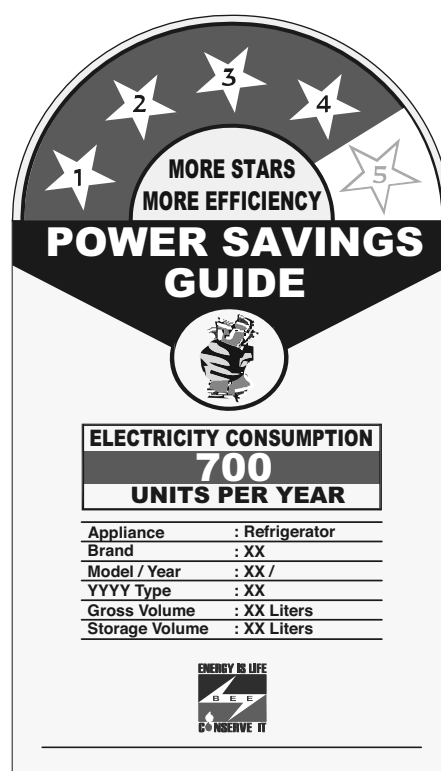 1 2 3 4 5
MORE STARS
MORE EFFICIENCY
POWER SAVINGS
GUIDE
ELECTRICITY CONSUMPTION
700
UNITS PER YEAR
Appliance : Refrigerator
Brand : XX
Model / Year : XX /
YYYY Type : XX
Gross Volume : XX Liters
Storage Volume : XX Liters
ENERGY IS LIFE
BEE
CONSERVE IT